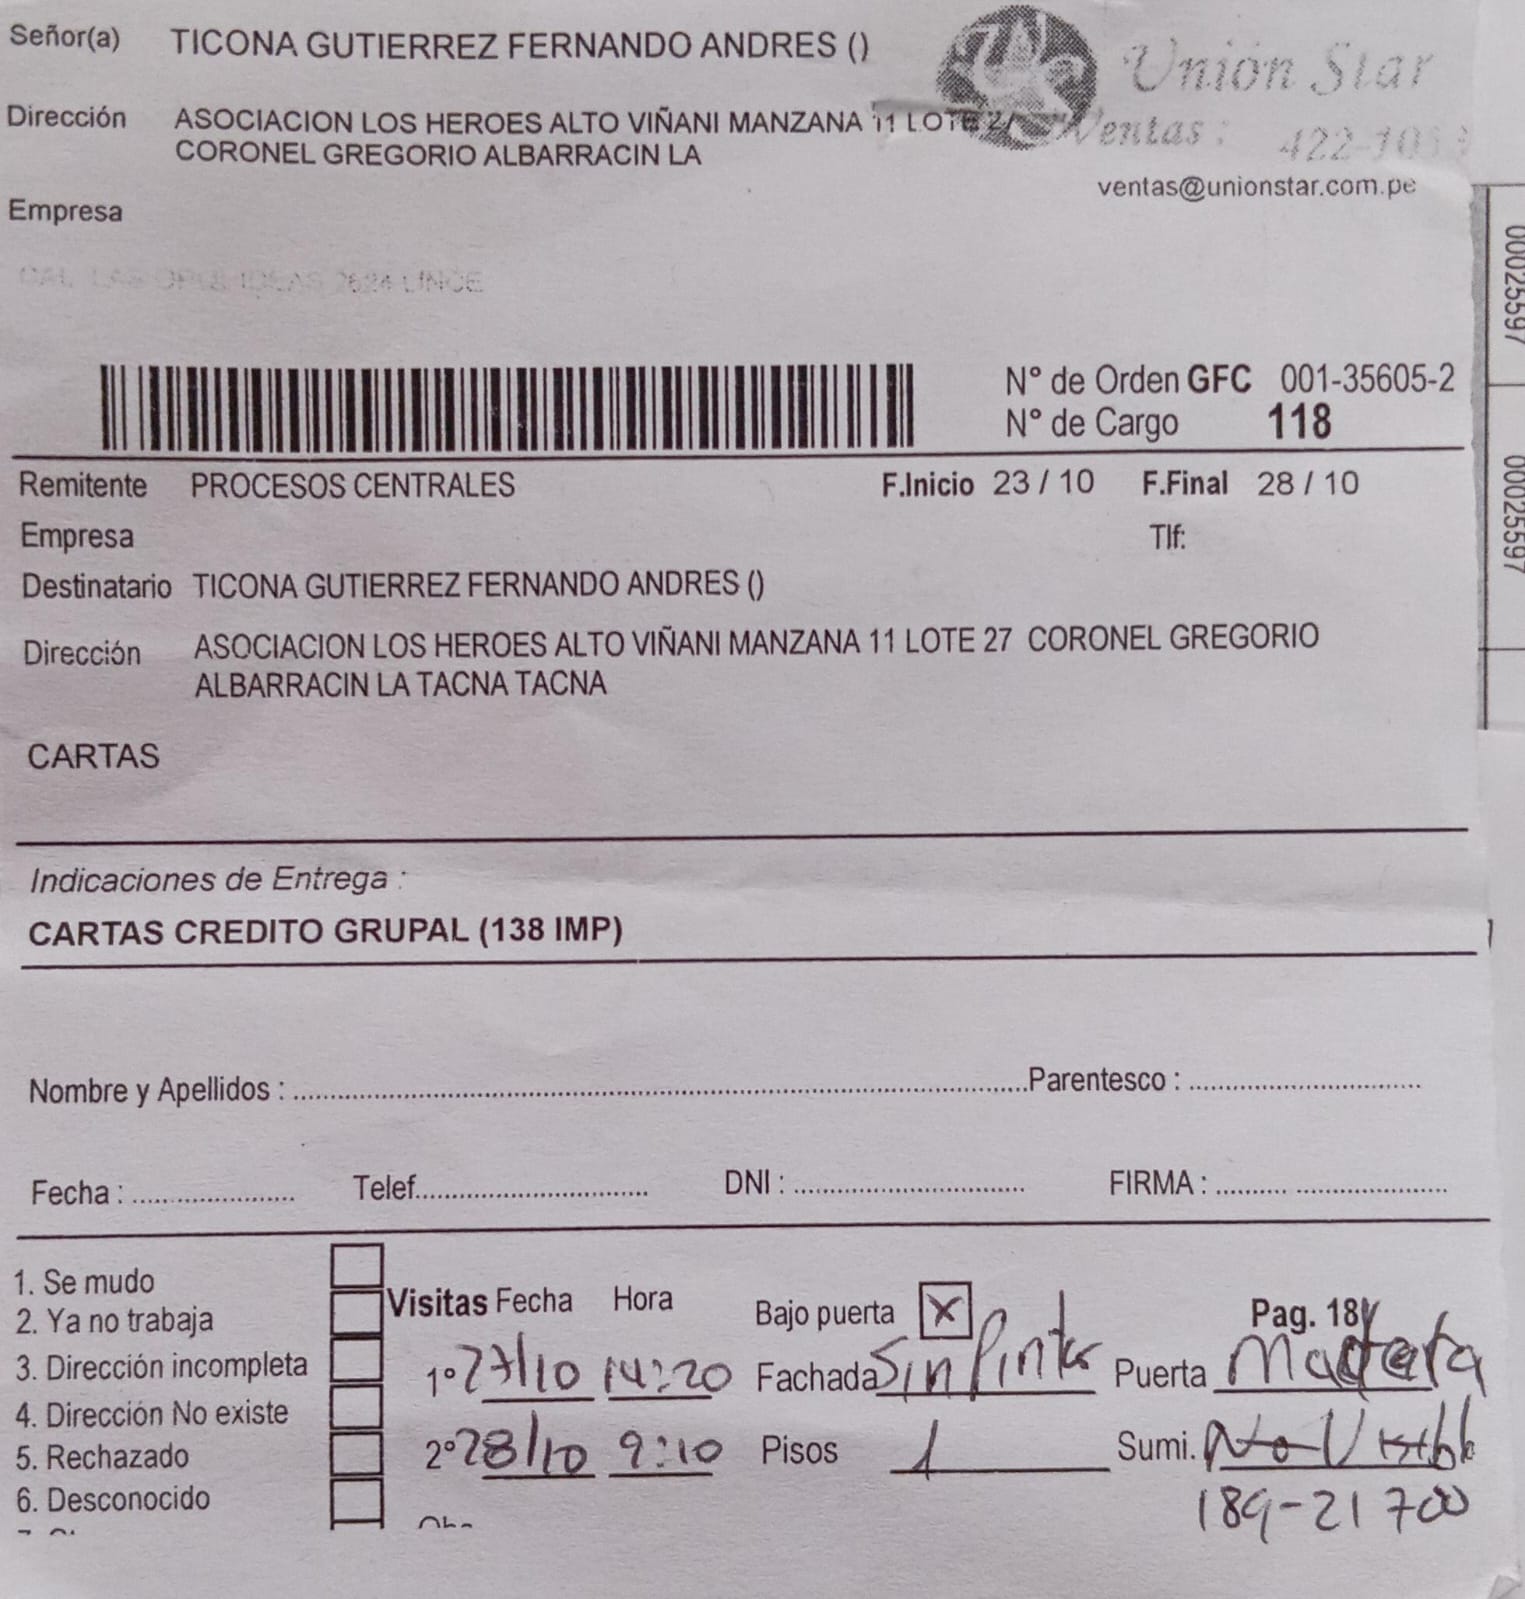 Señor(a) TICONA GUTIERREZ FERNANDO ANDRES ()
Unión Star
Dirección ASOCIACION LOS HEROES ALTO VIÑANI MANZANA 11 LOTE
Ventas : 422-
CORONEL GREGORIO ALBARRACIN LA
ventas@unionstar.com.pe
Empresa
LINCE
00025597
N° de Orden GFC 001-35605-2
N° de Cargo 118
Remitente PROCESOS CENTRALES F.Inicio 23 / 10 F.Final 28 / 10
00025597
Empresa Tlf:
Destinatario TICONA GUTIERREZ FERNANDO ANDRES ()
Dirección ASOCIACION LOS HEROES ALTO VIÑANI MANZANA 11 LOTE 27 CORONEL GREGORIO
ALBARRACIN LA TACNA TACNA
CARTAS
Indicaciones de Entrega :
CARTAS CREDITO GRUPAL (138 IMP)
Nombre y Apellidos : Parentesco :
Fecha : Telef. DNI : FIRMA :
1. Se mudo
Visitas Fecha Hora Bajo puerta X Pag. 18
2. Ya no trabaja
3. Dirección incompleta 1° 27/10 14:20 Fachada Sin Pintar Puerta Madera
4. Dirección No existe
5. Rechazado 2° 28/10 9:10 Pisos 1 Sumi. No Visible
6. Desconocido
189-21700